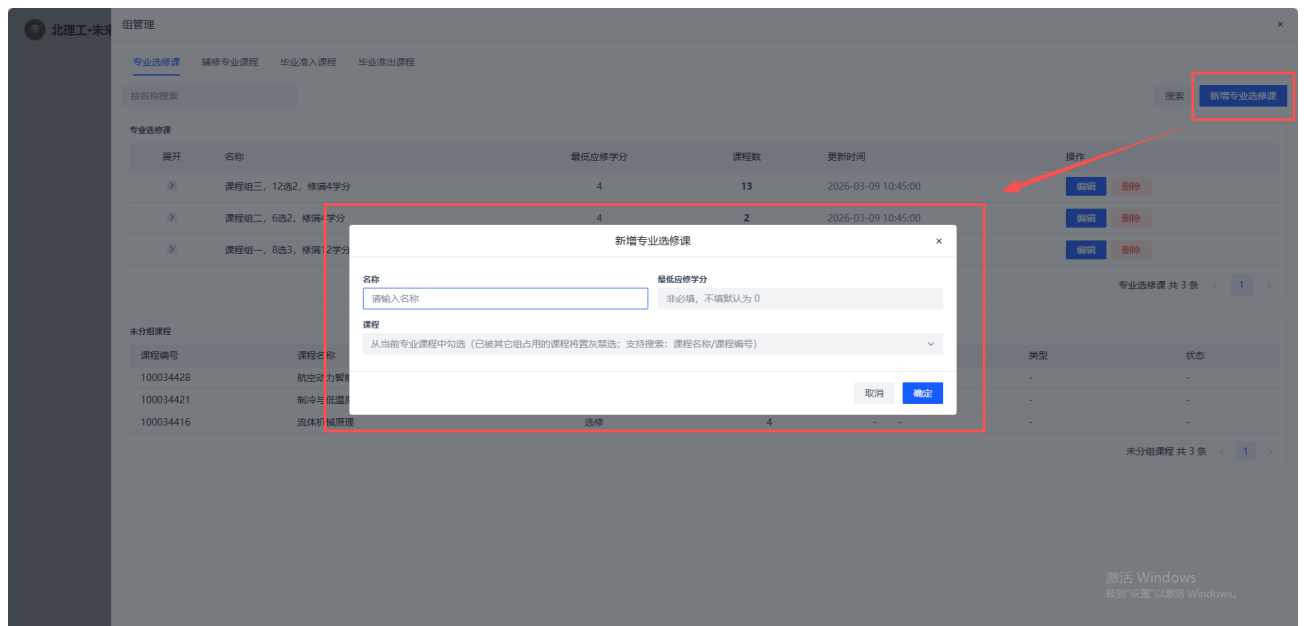 北理工·未来
组管理
×
专业选修课 辅修专业课程 毕业准入课程 毕业准出课程
按名称搜索 搜索 新增专业选修课
专业选修课
展开 名称 最低应修学分 课程数 更新时间 操作
课程组三，12选2，修满4学分 4 13 2026-03-09 10:45:00 编辑 删除
课程组二，6选2，修满4学分 4 2 2026-03-09 10:45:00 编辑 删除
课程组一，8选3，修满12学分 编辑 删除
专业选修课 共 3 条 1
新增专业选修课 ×
名称 最低应修学分
请输入名称 非必填，不填默认为 0
课程
从当前专业课程中勾选（已被其它组占用的课程将置灰禁选；支持搜索：课程名称/课程编号）
取消 确定
未分组课程
课程编号 课程名称 类型 状态
100034428 航空动力智能 - -
100034421 制冷与低温原 - -
100034416 流体机械原理 选修 4 - - - -
未分组课程 共 3 条 1
激活 Windows
转到"设置"以激活 Windows。